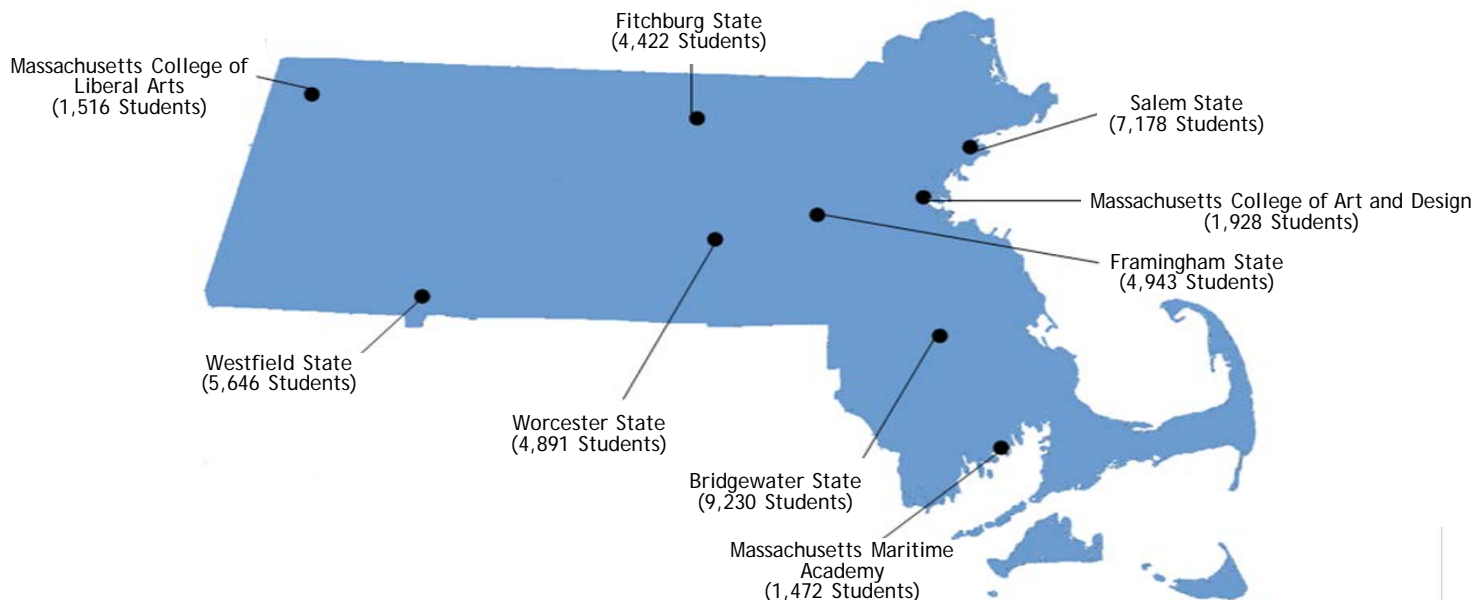 Fitchburg State
(4,422 Students)
Massachusetts College of
Liberal Arts
(1,516 Students)
Salem State
(7,178 Students)
Massachusetts College of Art and Design
(1,928 Students)
Framingham State
(4,943 Students)
Westfield State
(5,646 Students)
Worcester State
(4,891 Students)
Bridgewater State
(9,230 Students)
Massachusetts Maritime
Academy
(1,472 Students)